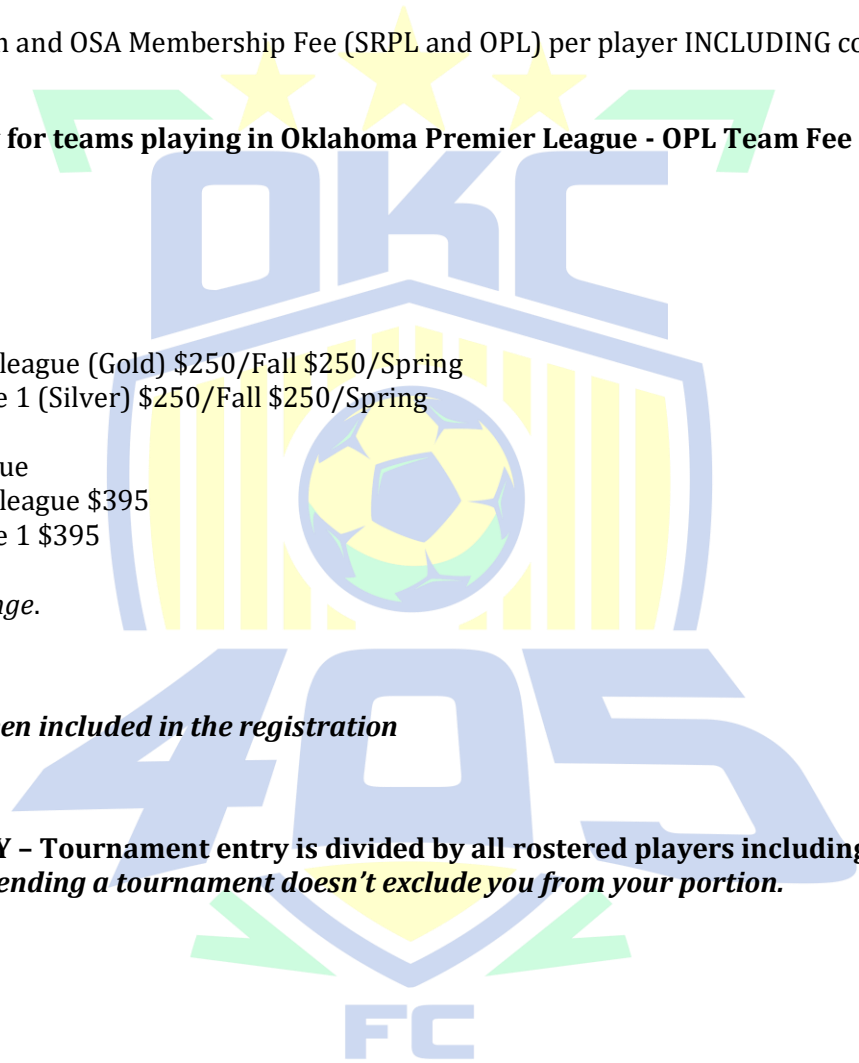 n and OSA Membership Fee (SRPL and OPL) per player INCLUDING co
for teams playing in Oklahoma Premier League - OPL Team Fee
OKC
league (Gold) $250/Fall $250/Spring
e 1 (Silver) $250/Fall $250/Spring
ue
league $395
e 1 $395
nge.
en included in the registration
405
Y – Tournament entry is divided by all rostered players including
ending a tournament doesn’t exclude you from your portion.
FC